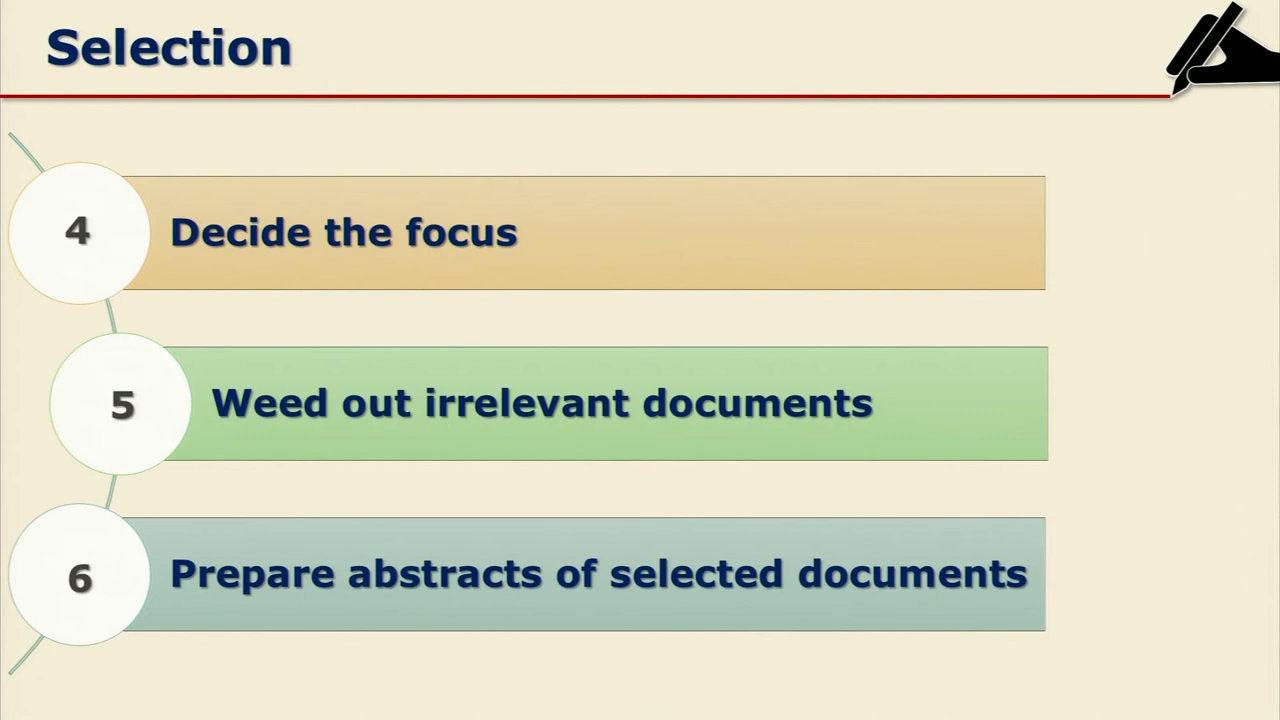 Selection
4
Decide the focus
5
Weed out irrelevant documents
6
Prepare abstracts of selected documents